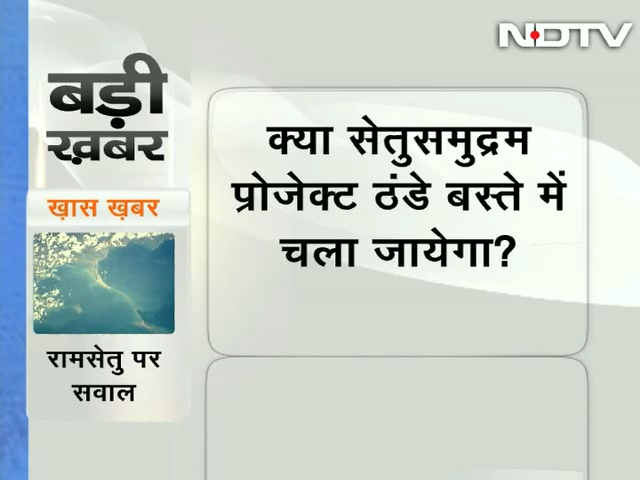 NDTV
बड़ी
ख़बर
ख़ास ख़बर
रामसेतु पर
सवाल
क्या सेतुसमुद्रम
प्रोजेक्ट ठंडे बस्ते में
चला जायेगा?